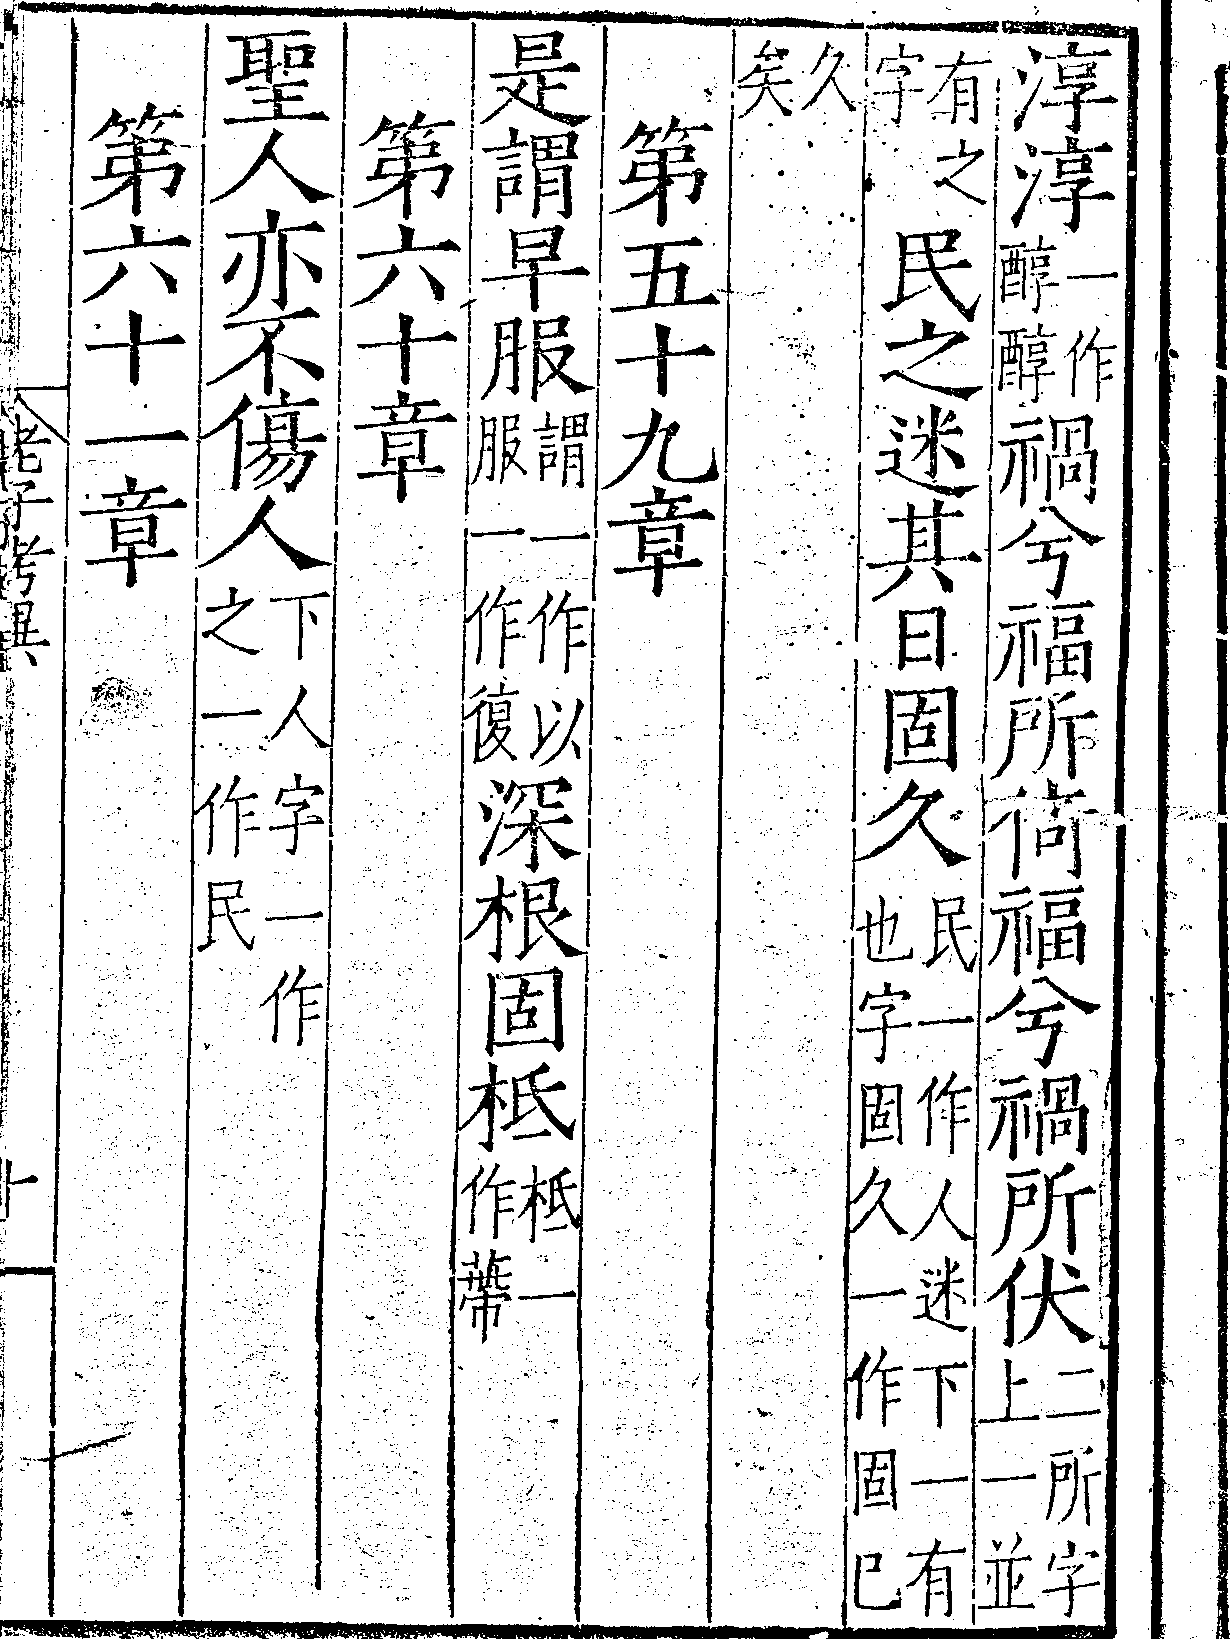 淳淳一作醇醇禍兮福所倚福兮禍所伏二所字上一並
有之字民之迷其日固久民一作人迷下一有也字固久一作固已
久矣
第五十九章
是謂早服謂一作以服一作復深根固柢柢一作蔕
第六十章
聖人亦不傷人下人字一作之一作民
第六十一章
老子考異 十